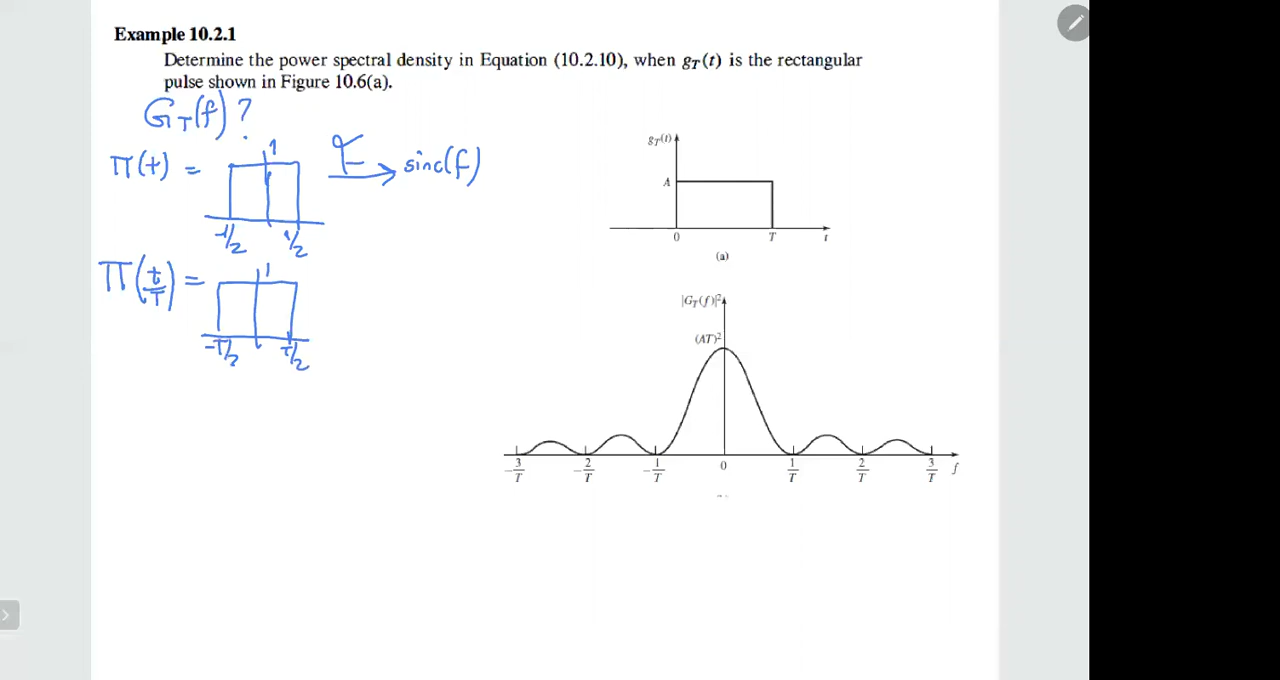 Example 10.2.1
Determine the power spectral density in Equation (10.2.10), when g_T(t) is the rectangular
pulse shown in Figure 10.6(a).
G_T(f)?
Π(t) = 1 -1/2 1/2 F → sinc(f)
Π(t/T) = 1 -T/2 T/2
g_T(t)
A
0 T t
(a)
|G_T(f)|²
(AT)²
-3/T -2/T -1/T 0 1/T 2/T 3/T f